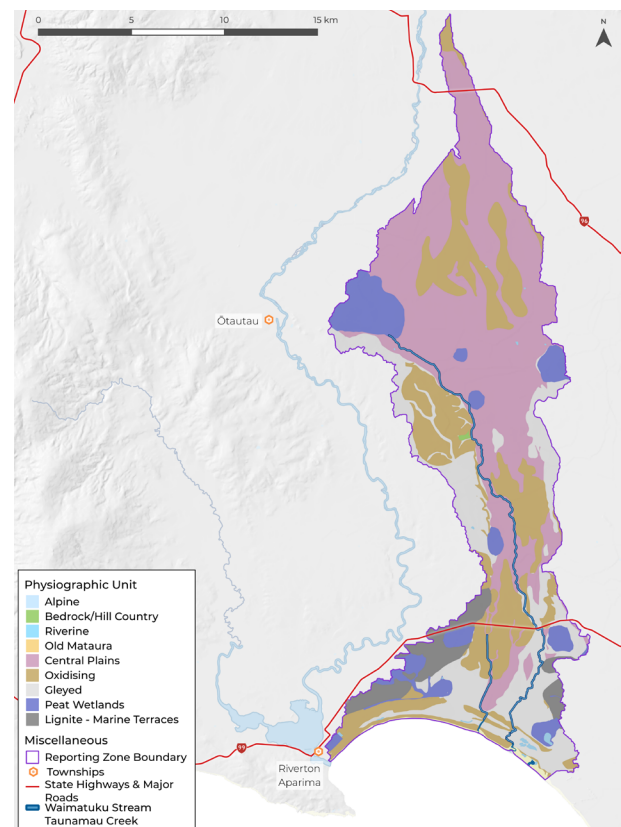 0 5 10 15 km
N
96
Ōtautau
Physiographic Unit
Alpine
Bedrock/Hill Country
Riverine
Old Mataura
Central Plains
Oxidising
Gleyed
Peat Wetlands
Lignite - Marine Terraces
Miscellaneous
Reporting Zone Boundary
Townships
State Highways & Major
Roads
Waimatuku Stream
Taunamau Creek
99
Riverton
Aparima